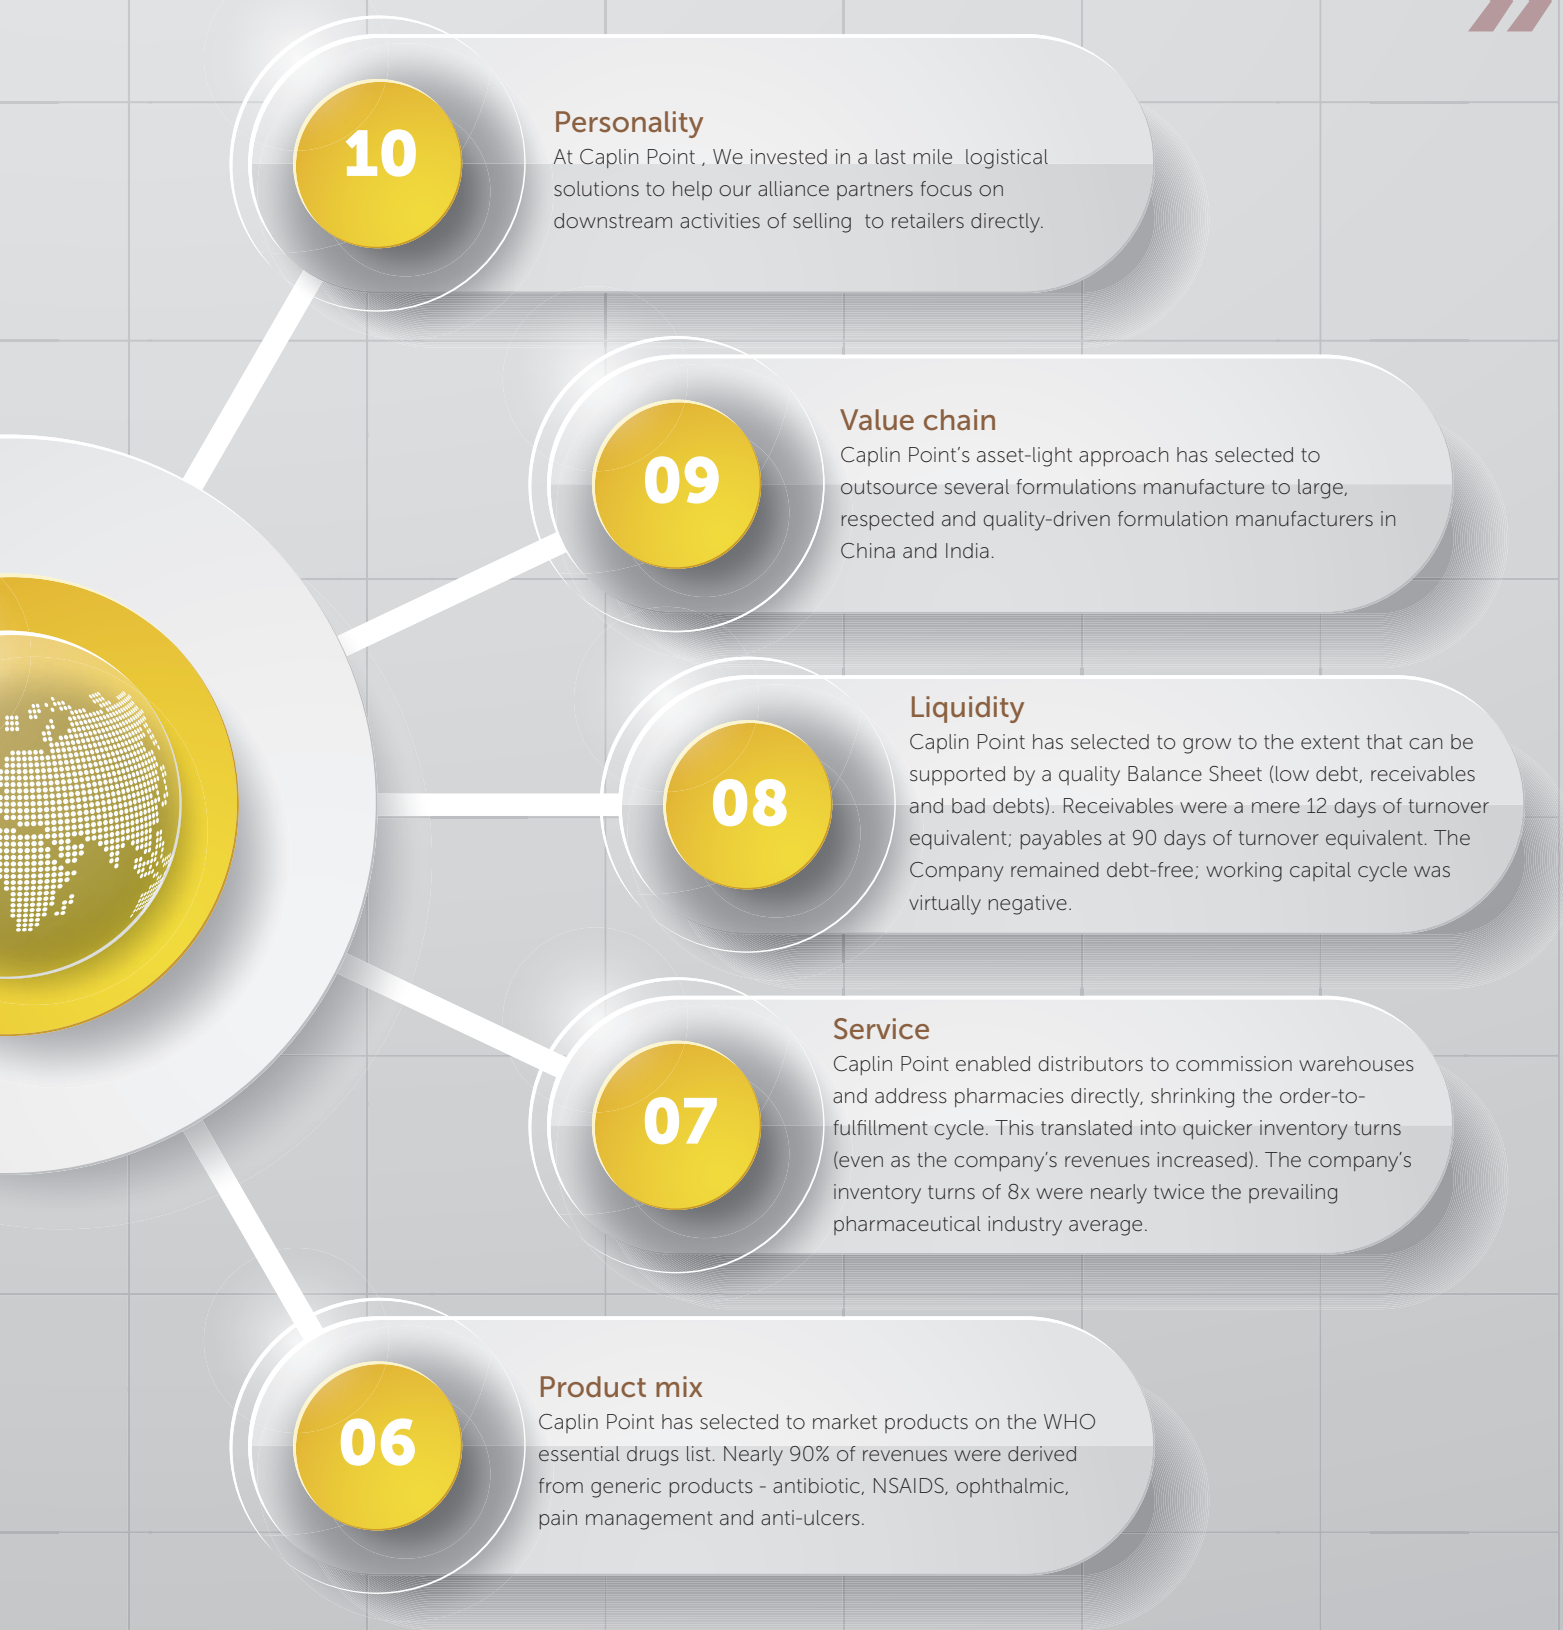 10
Personality
At Caplin Point , We invested in a last mile  logistical
solutions to help our alliance partners focus on
downstream activities of selling  to retailers directly.
09
Value chain
Caplin Point's asset-light approach has selected to
outsource several formulations manufacture to large,
respected and quality-driven formulation manufacturers in
China and India.
08
Liquidity
Caplin Point has selected to grow to the extent that can be
supported by a quality Balance Sheet (low debt, receivables
and bad debts). Receivables were a mere 12 days of turnover
equivalent; payables at 90 days of turnover equivalent. The
Company remained debt-free; working capital cycle was
virtually negative.
07
Service
Caplin Point enabled distributors to commission warehouses
and address pharmacies directly, shrinking the order-to-
fulfillment cycle. This translated into quicker inventory turns
(even as the company's revenues increased). The company's
inventory turns of 8x were nearly twice the prevailing
pharmaceutical industry average.
06
Product mix
Caplin Point has selected to market products on the WHO
essential drugs list. Nearly 90% of revenues were derived
from generic products - antibiotic, NSAIDS, ophthalmic,
pain management and anti-ulcers.